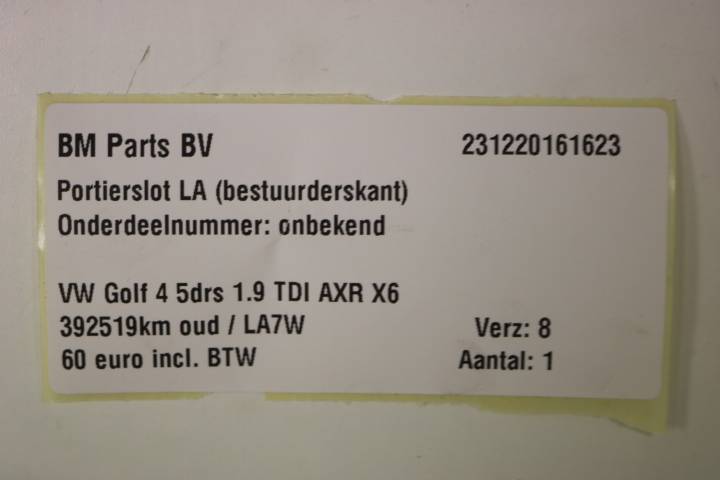 BM Parts BV 231220161623
Portierslot LA (bestuurderskant)
Onderdeelnummer: onbekend
VW Golf 4 5drs 1.9 TDI AXR X6
392519km oud / LA7W Verz: 8
60 euro incl. BTW Aantal: 1